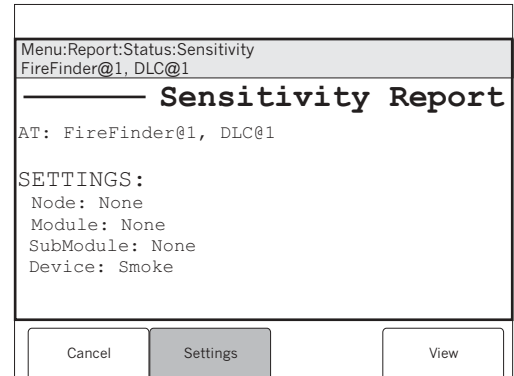 Menu:Report:Status:Sensitivity
FireFinder@1, DLC@1
Sensitivity Report
AT: FireFinder@1, DLC@1
SETTINGS:
Node: None
Module: None
SubModule: None
Device: Smoke
Cancel Settings View